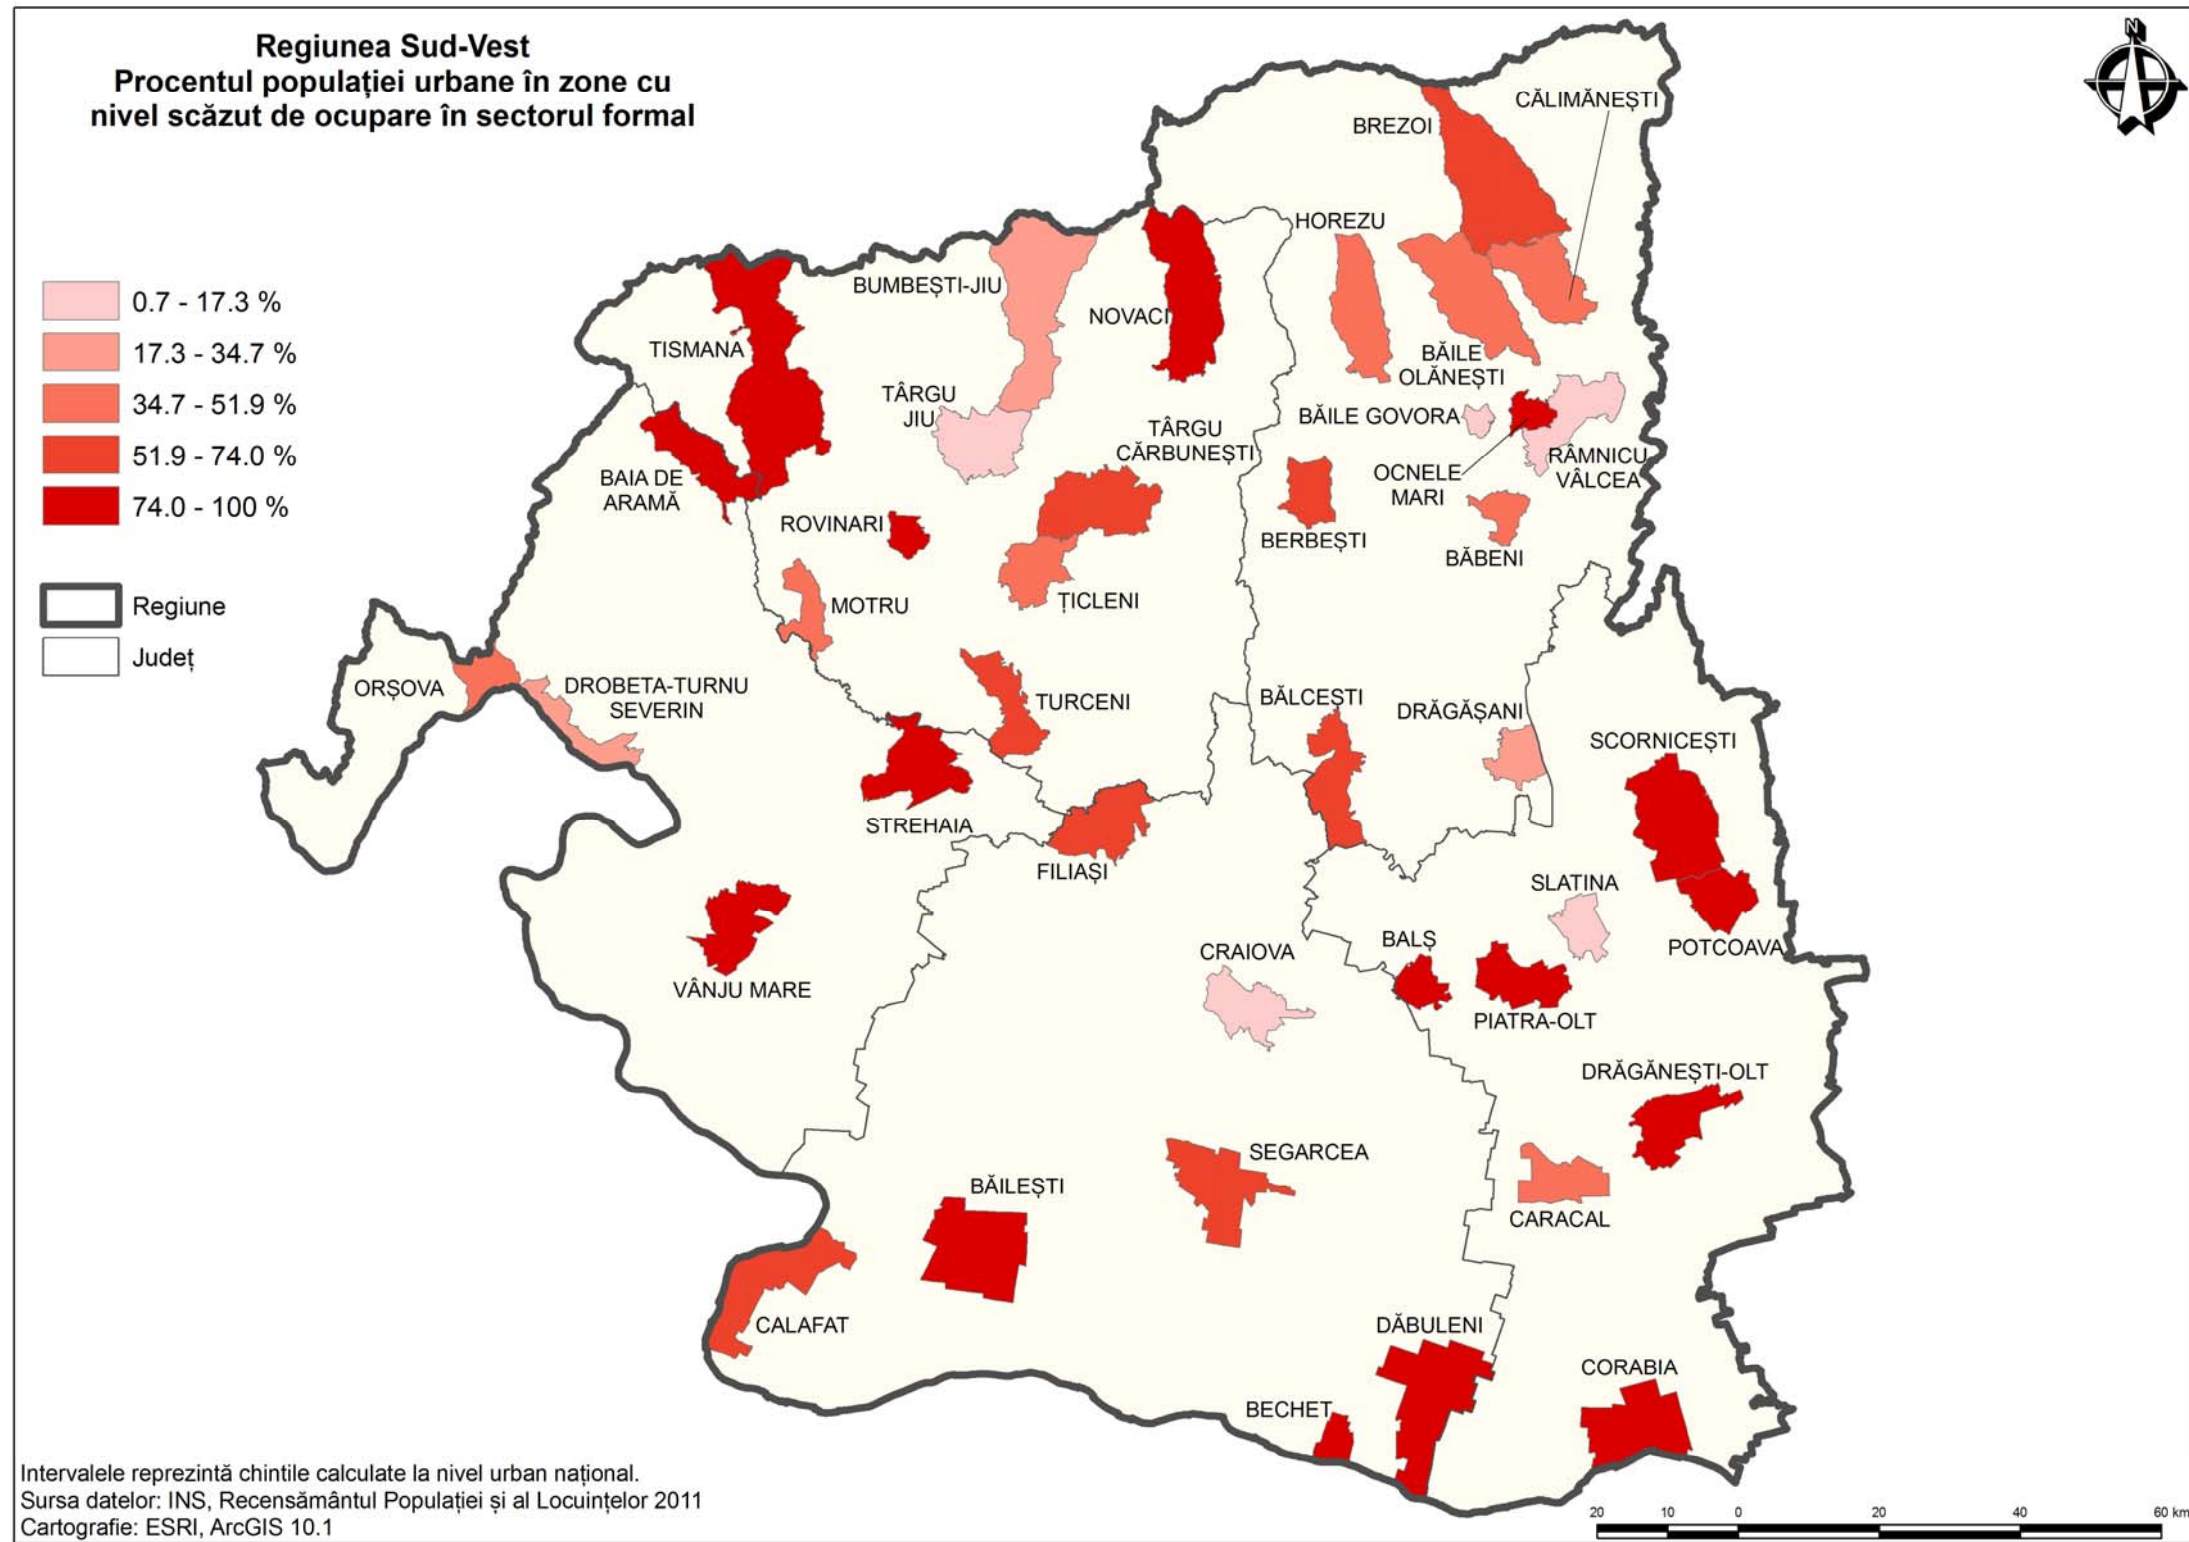 Regiunea Sud-Vest
Procentul populației urbane în zone cu
nivel scăzut de ocupare în sectorul formal
N
0.7 - 17.3 %
17.3 - 34.7 %
34.7 - 51.9 %
51.9 - 74.0 %
74.0 - 100 %
Regiune
Județ
CĂLIMĂNEȘTI
BREZOI
HOREZU
BUMBEȘTI-JIU
NOVACI
TISMANA
BĂILE
OLĂNEȘTI
TÂRGU
JIU
BĂILE GOVORA
TÂRGU
CĂRBUNEȘTI
RÂMNICU
VÂLCEA
OCNELE
MARI
BAIA DE
ARAMĂ
ROVINARI
BERBEȘTI
BĂBENI
MOTRU
ȚICLENI
ORȘOVA
DROBETA-TURNU
SEVERIN
TURCENI
BĂLCEȘTI
DRĂGĂȘANI
SCORNICEȘTI
STREHAIA
FILIAȘI
SLATINA
POTCOAVA
BALȘ
CRAIOVA
VÂNJU MARE
PIATRA-OLT
DRĂGĂNEȘTI-OLT
SEGARCEA
BĂILEȘTI
CARACAL
CALAFAT
DĂBULENI
CORABIA
BECHET
Intervalele reprezintă chintile calculate la nivel urban național.
Sursa datelor: INS, Recensământul Populației și al Locuințelor 2011
Cartografie: ESRI, ArcGIS 10.1
20 10 0 20 40 60 km